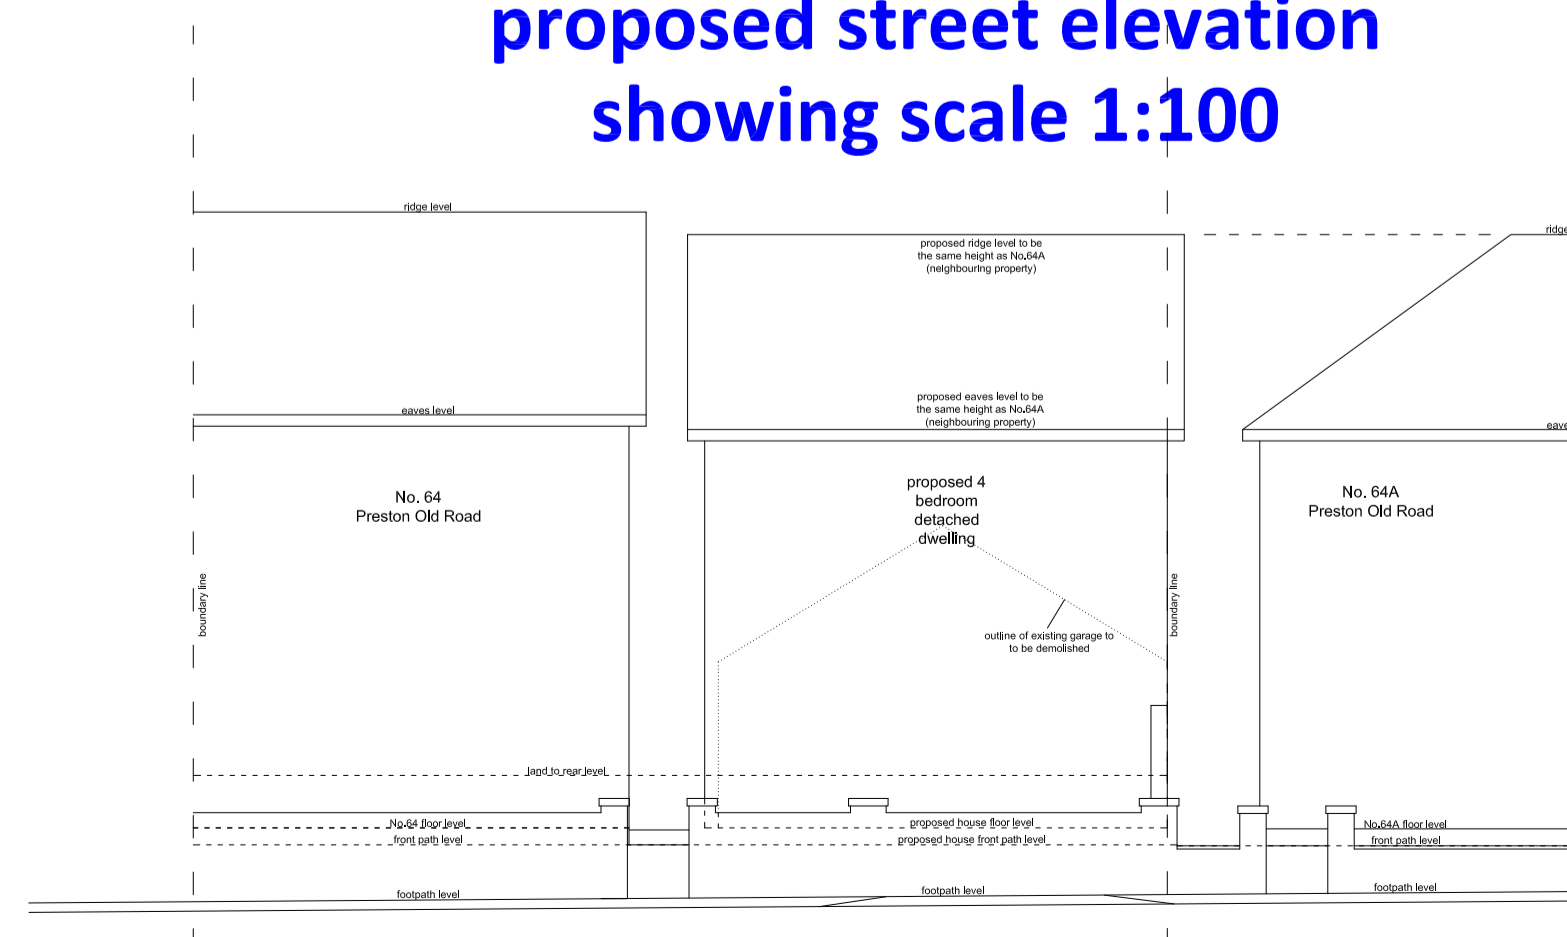 proposed street elevation
showing scale 1:100
ridge level
proposed ridge level to be
the same height as No.64A
(neighbouring property)
ridge
eaves level
proposed eaves level to be
the same height as No.64A
(neighbouring property)
eave
No. 64
Preston Old Road
proposed 4
bedroom
detached
dwelling
No. 64A
Preston Old Road
boundary line
boundary line
outline of existing garage to
to be demolished
land to rear level
No.64 floor level
proposed house floor level
No.64A floor level
front path level
proposed house front path level
front path level
footpath level
footpath level
footpath level